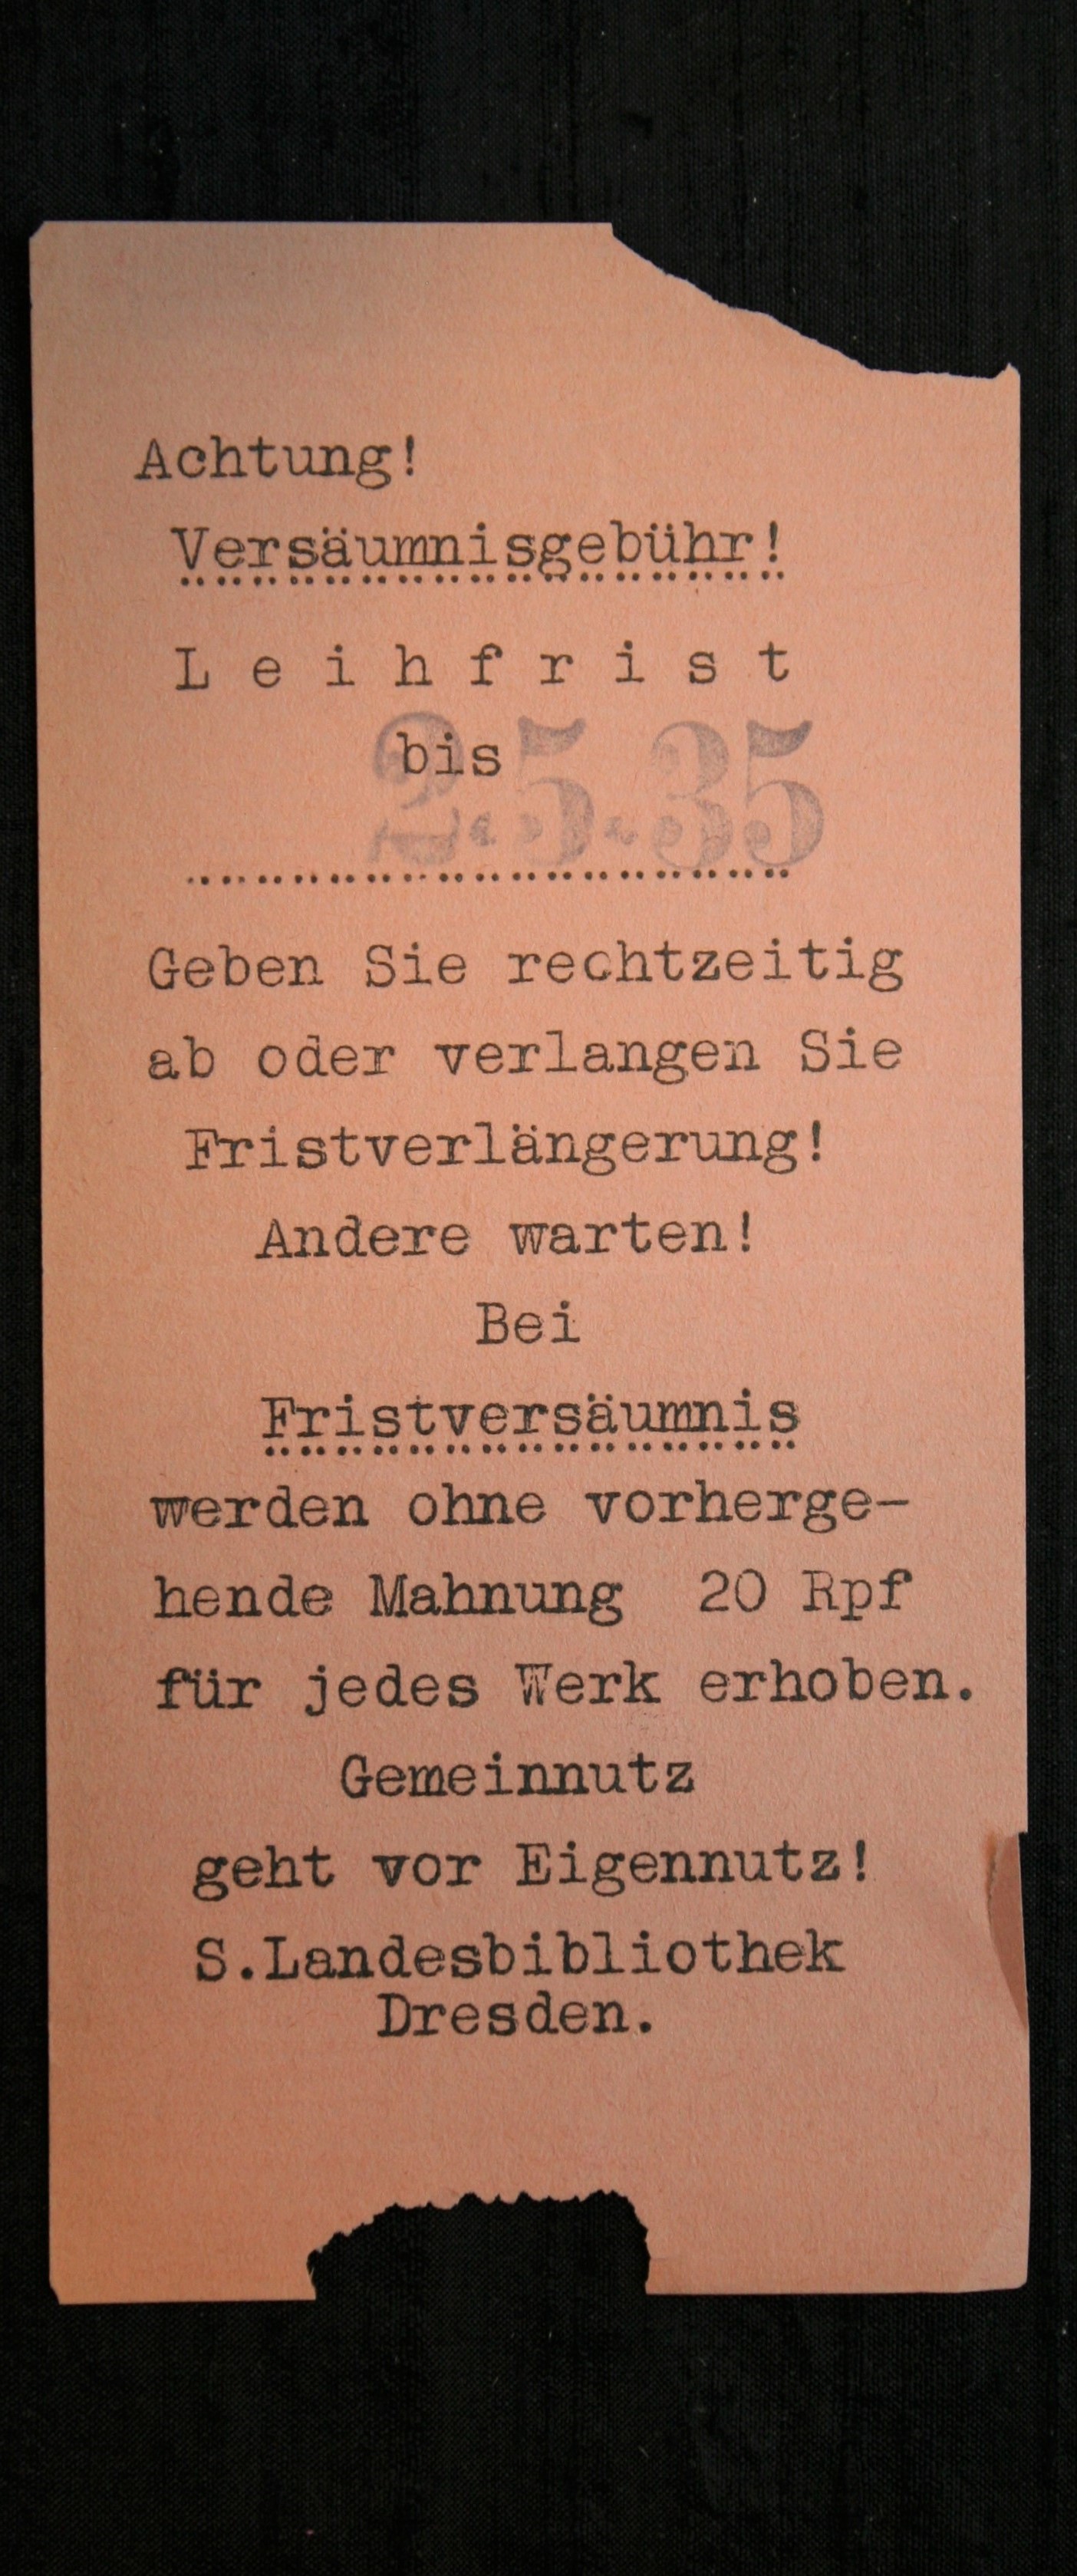 Achtung!
Versäumnisgebühr!
L e i h f r i s t
bis 2.5.35
Geben Sie rechtzeitig
ab oder verlangen Sie
Fristverlängerung!
Andere warten!
Bei
Fristversäumnis
werden ohne vorherge-
hende Mahnung 20 Rpf
für jedes Werk erhoben.
Gemeinnutz
geht vor Eigennutz!
S.Landesbibliothek
Dresden.